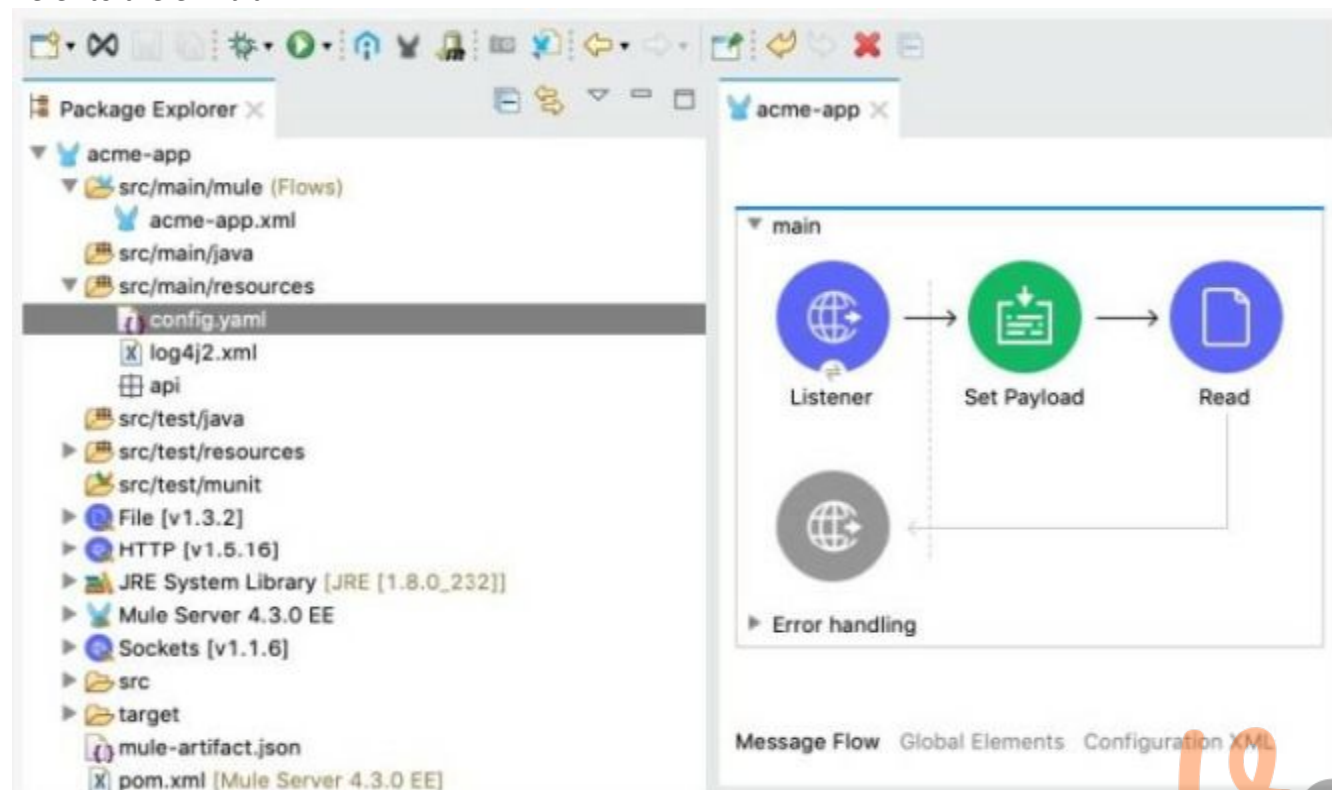 Package Explorer
acme-app
src/main/mule (Flows)
acme-app.xml
src/main/java
src/main/resources
config.yaml
log4j2.xml
api
src/test/java
src/test/resources
src/test/munit
File [v1.3.2]
HTTP [v1.5.16]
JRE System Library [JRE [1.8.0_232]]
Mule Server 4.3.0 EE
Sockets [v1.1.6]
src
target
mule-artifact.json
pom.xml [Mule Server 4.3.0 EE]
acme-app
main
Listener
Set Payload
Read
Error handling
Message Flow Global Elements Configuration XML